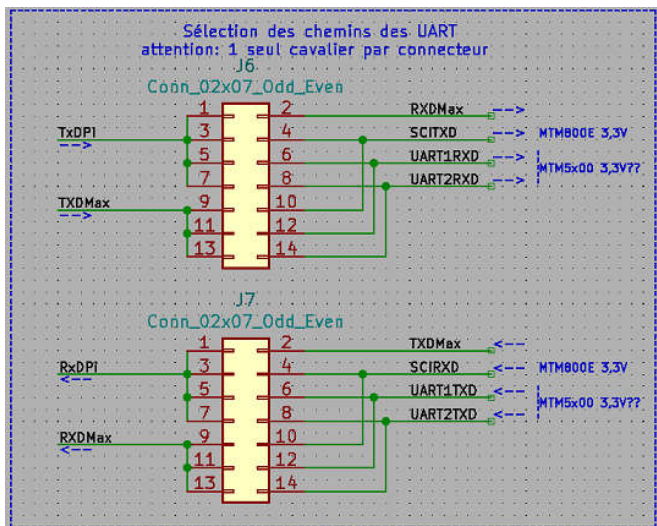 Sélection des chemins des UART
attention: 1 seul cavalier par connecteur
J6
Conn_02x07_Odd_Even
1 2 RXDMax
TxDPi 3 4 SCITXD MTM800E 3,3V
5 6 UART1RXD
MTM5x00 3,3V??
7 8 UART2RXD
TXDMax 9 10
11 12
13 14
J7
Conn_02x07_Odd_Even
1 2 TXDMax
RxDPi 3 4 SCIRXD MTM800E 3,3V
5 6 UART1TXD
MTM5x00 3,3V??
7 8 UART2TXD
RXDMax 9 10
11 12
13 14